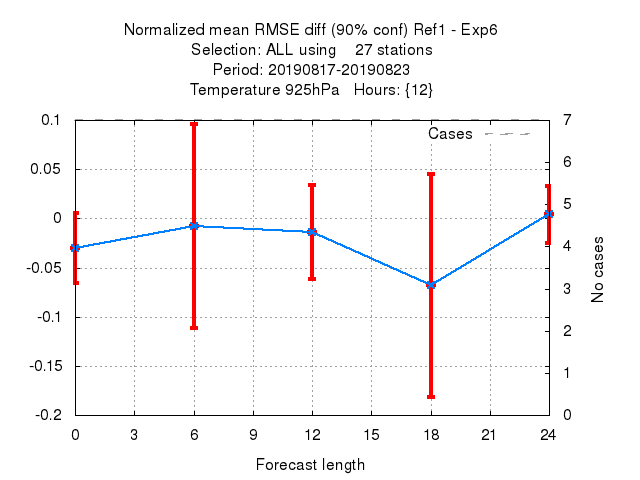 Normalized mean RMSE diff (90% conf) Ref1 - Exp6
Selection: ALL using    27 stations
Period: 20190817-20190823
Temperature 925hPa   Hours: {12}
Cases
0.1
0.05
0
-0.05
-0.1
-0.15
-0.2
7
6
5
4
3
2
1
0
No cases
0 3 6 9 12 15 18 21 24
Forecast length